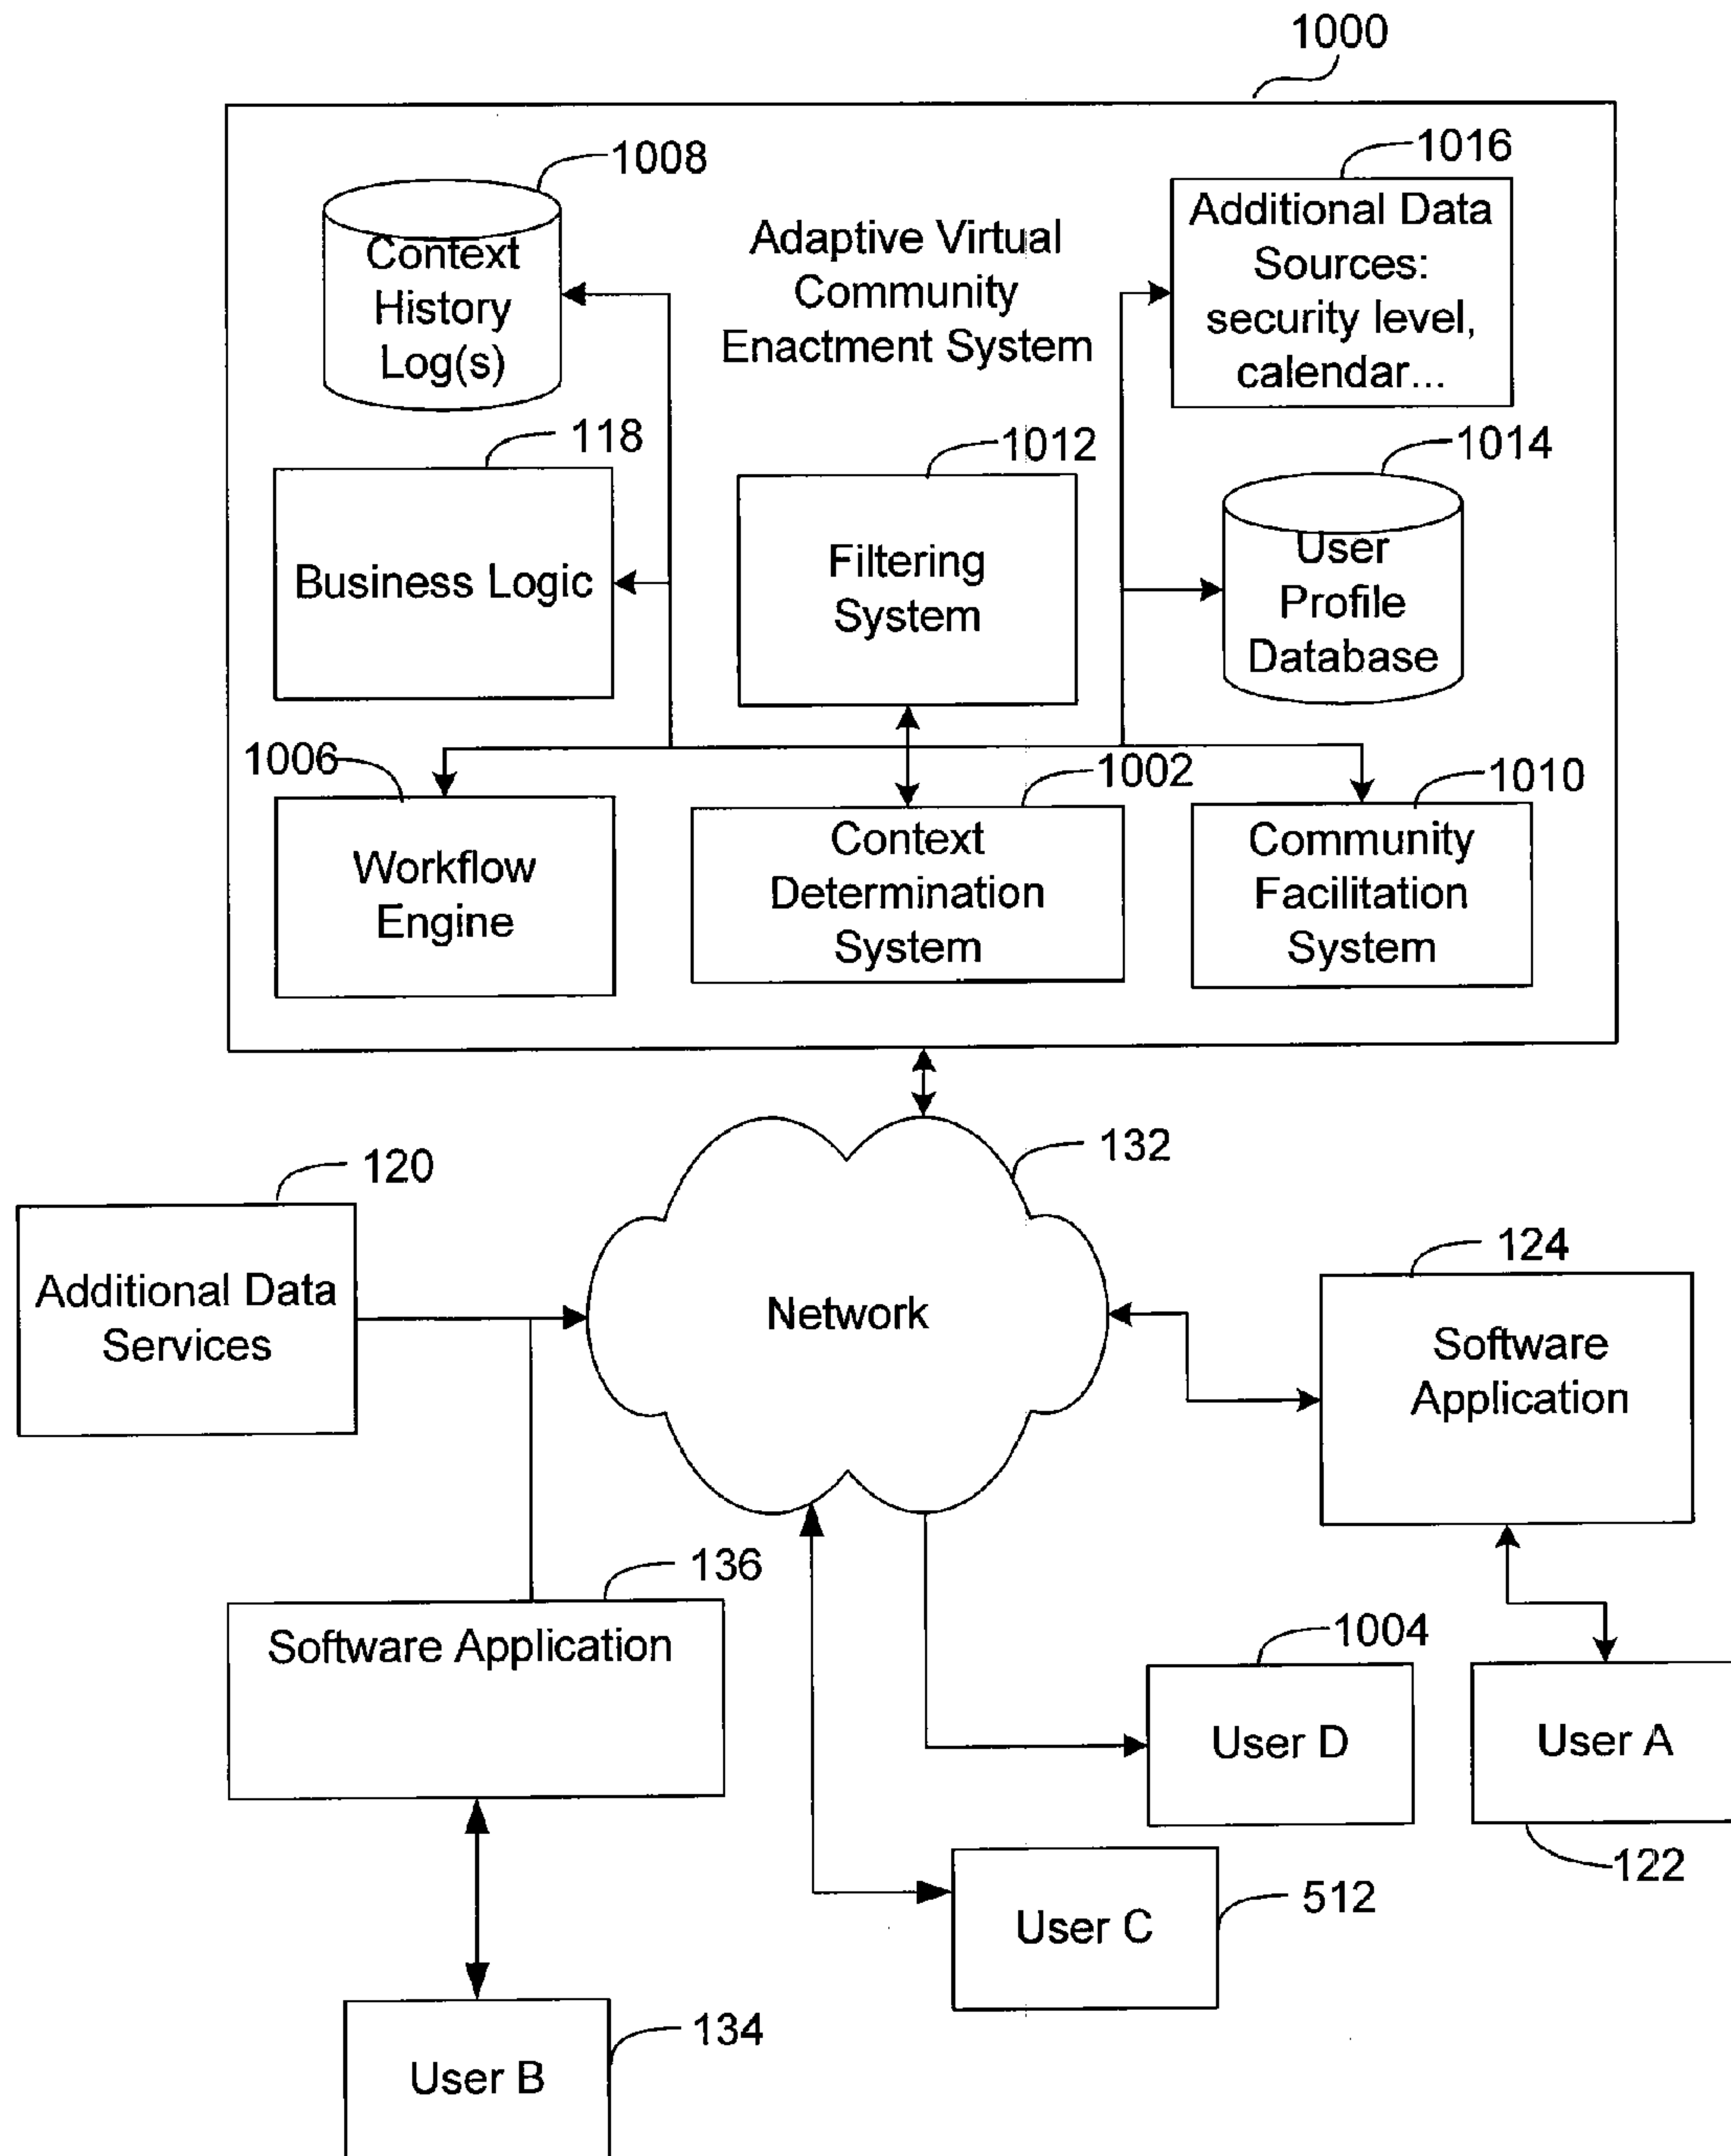 1000
1008
1016
Context
History
Log(s)
Adaptive Virtual
Community
Enactment System
Additional Data
Sources:
security level,
calendar...
118
1012
1014
Business Logic
Filtering
System
User
Profile
Database
1006
1002
1010
Workflow
Engine
Context
Determination
System
Community
Facilitation
System
132
120
124
Additional Data
Services
Network
Software
Application
136
Software Application
1004
User D
User A
122
512
User C
134
User B